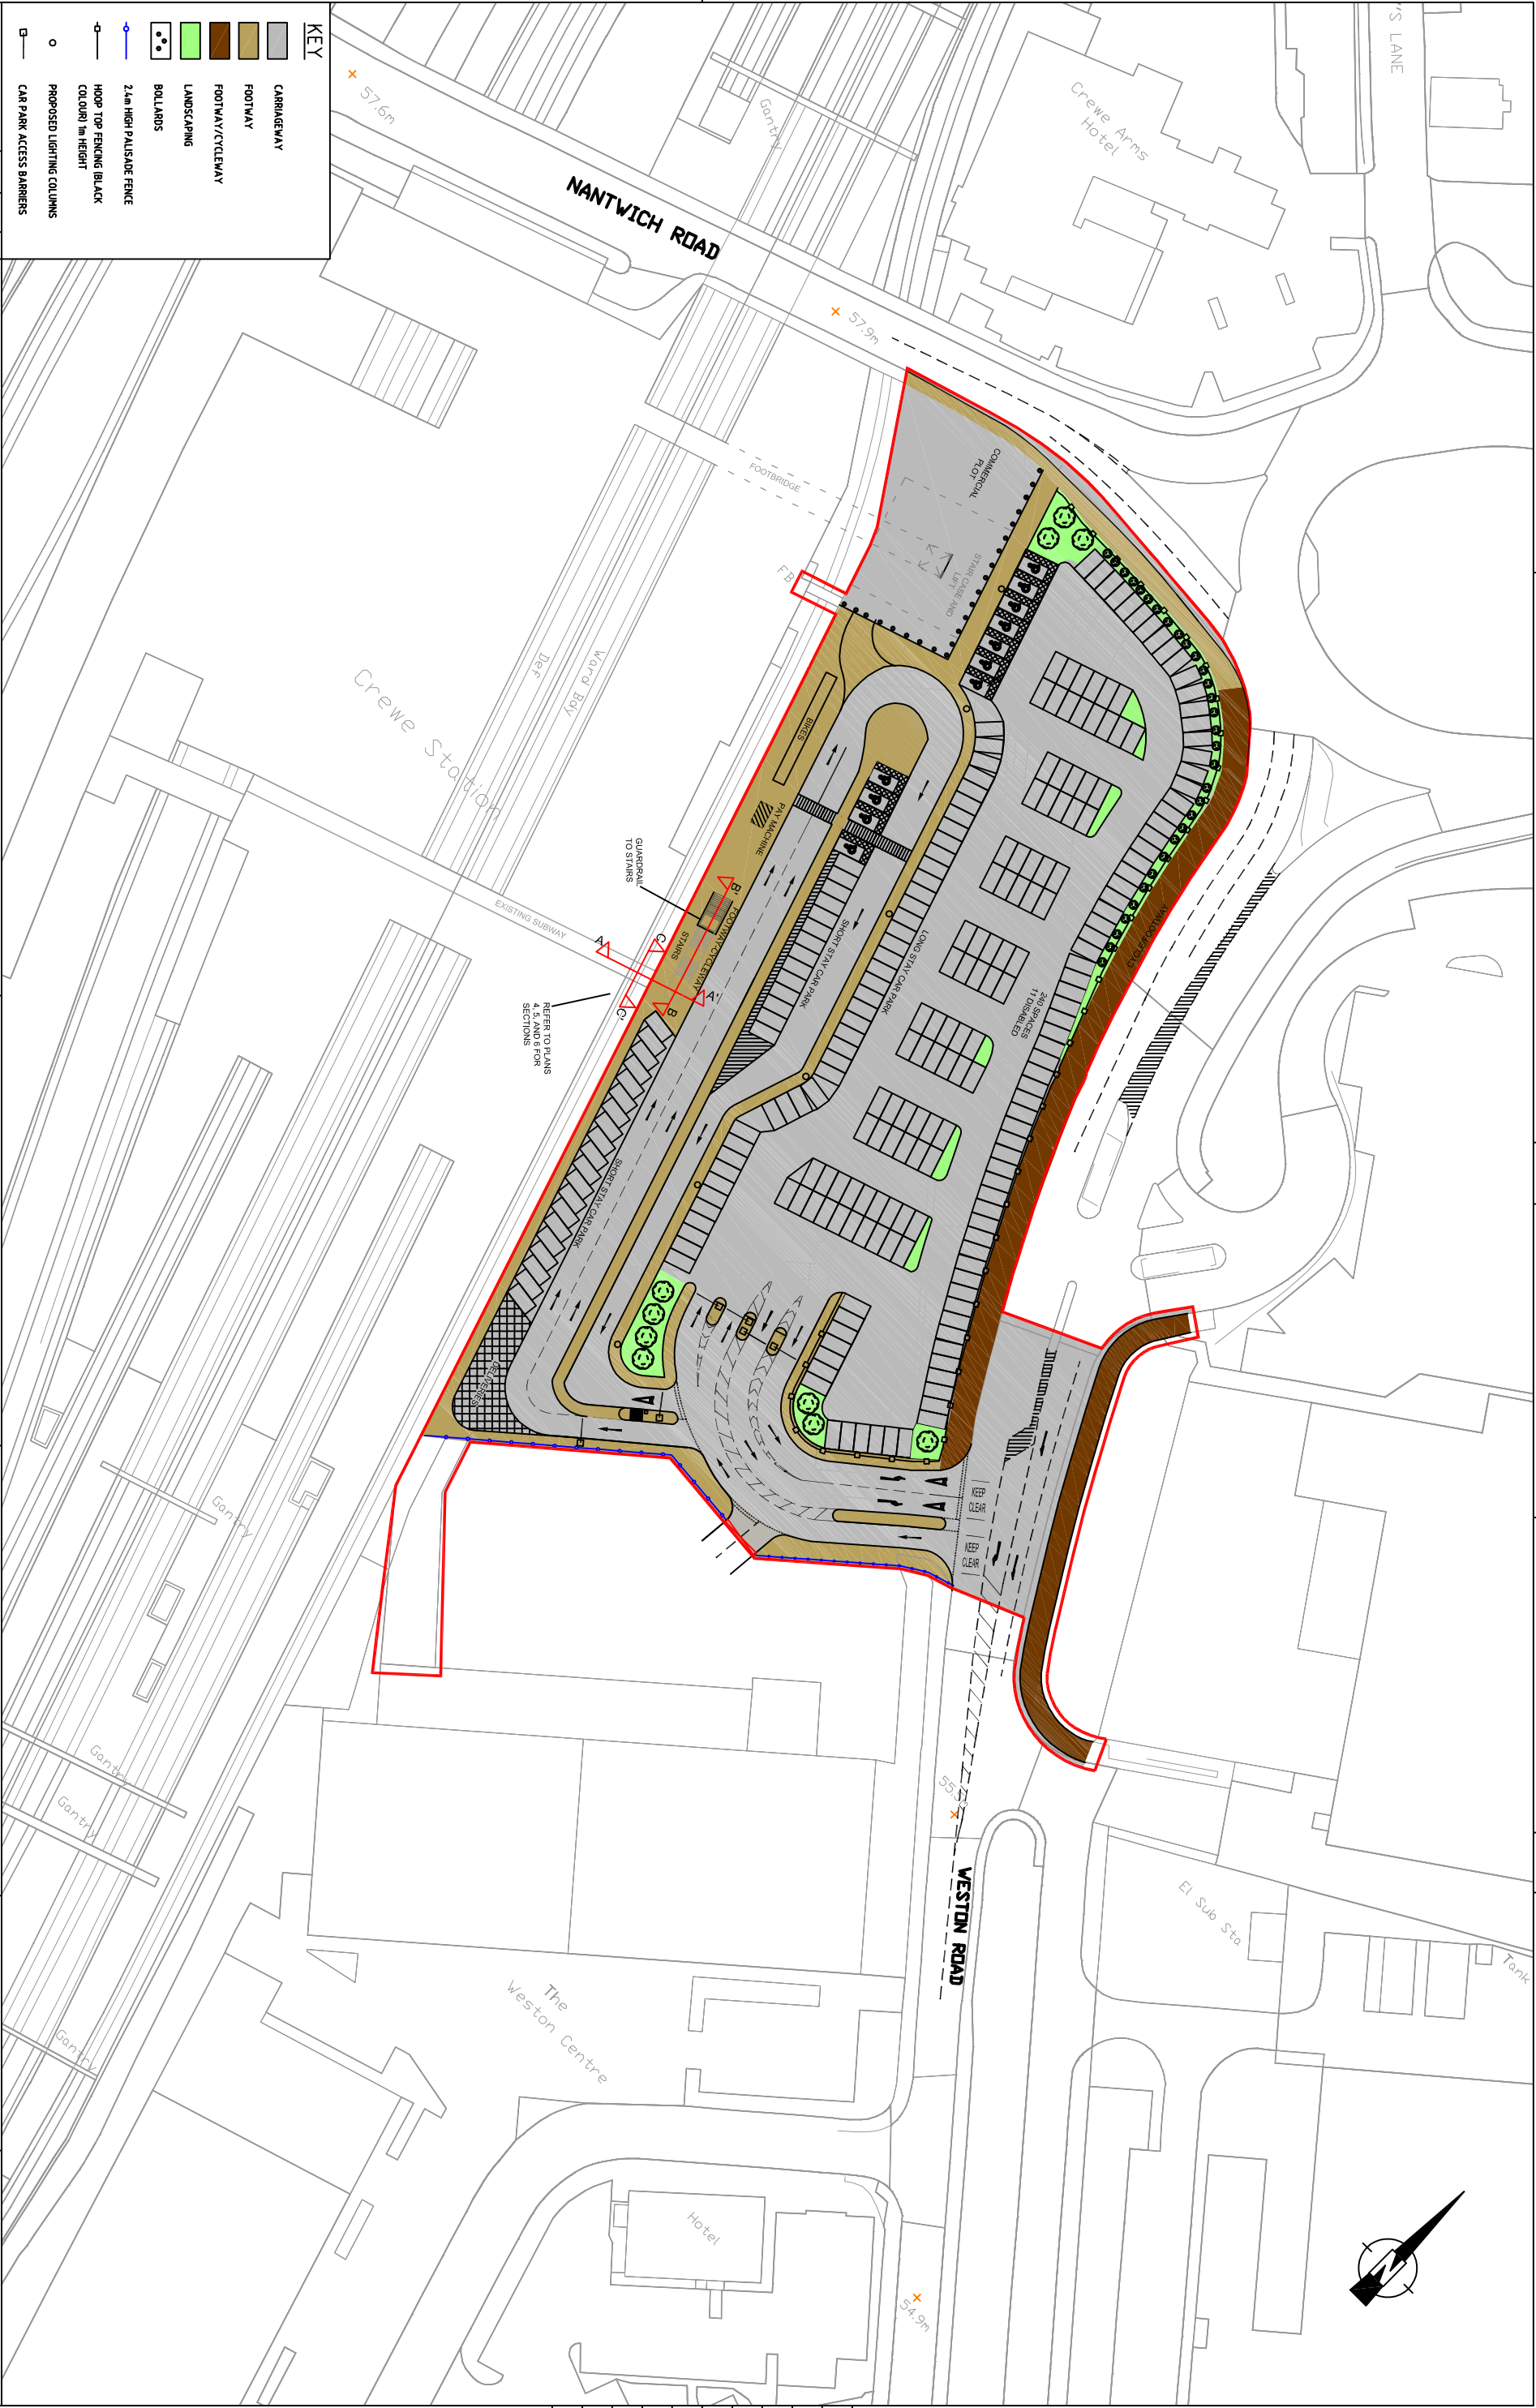 KEY
CARRIAGEWAY
FOOTWAY
FOOTWAY/CYCLEWAY
LANDSCAPING
BOLLARDS
2.4m HIGH PALISADE FENCE
HOOP TOP FENCING (BLACK
COLOUR) 1m HEIGHT
PROPOSED LIGHTING COLUMNS
CAR PARK ACCESS BARRIERS
'S LANE
Crewe Arms
Hotel
Gantry
57.6m
NANTWICH ROAD
57.9m
FOOTBRIDGE
COMMERCIAL
PLOT
STAIR CASE AND
LIFT
FB
Ward Bay
Def
Crewe Station
BIKES
PAY MACHINE
GUARDRAIL
TO STAIRS
EXISTING SUBWAY
FOOTWAY-CYCLEWAY
STAIRS
A
A'
B'
B
C
C'
REFER TO PLANS
4, 5, AND 6 FOR
SECTIONS
SHORT STAY CAR PARK
LONG STAY CAR PARK
240 SPACES
11 DISABLED
CYCLE/FOOTWAY
SHORT STAY CAR PARK
DELIVERIES
KEEP
CLEAR
KEEP
CLEAR
Gantry
Gantry
Gantry
Gantry
WESTON ROAD
El Sub Sta
Tank
The
Weston Centre
Hotel
54.9m